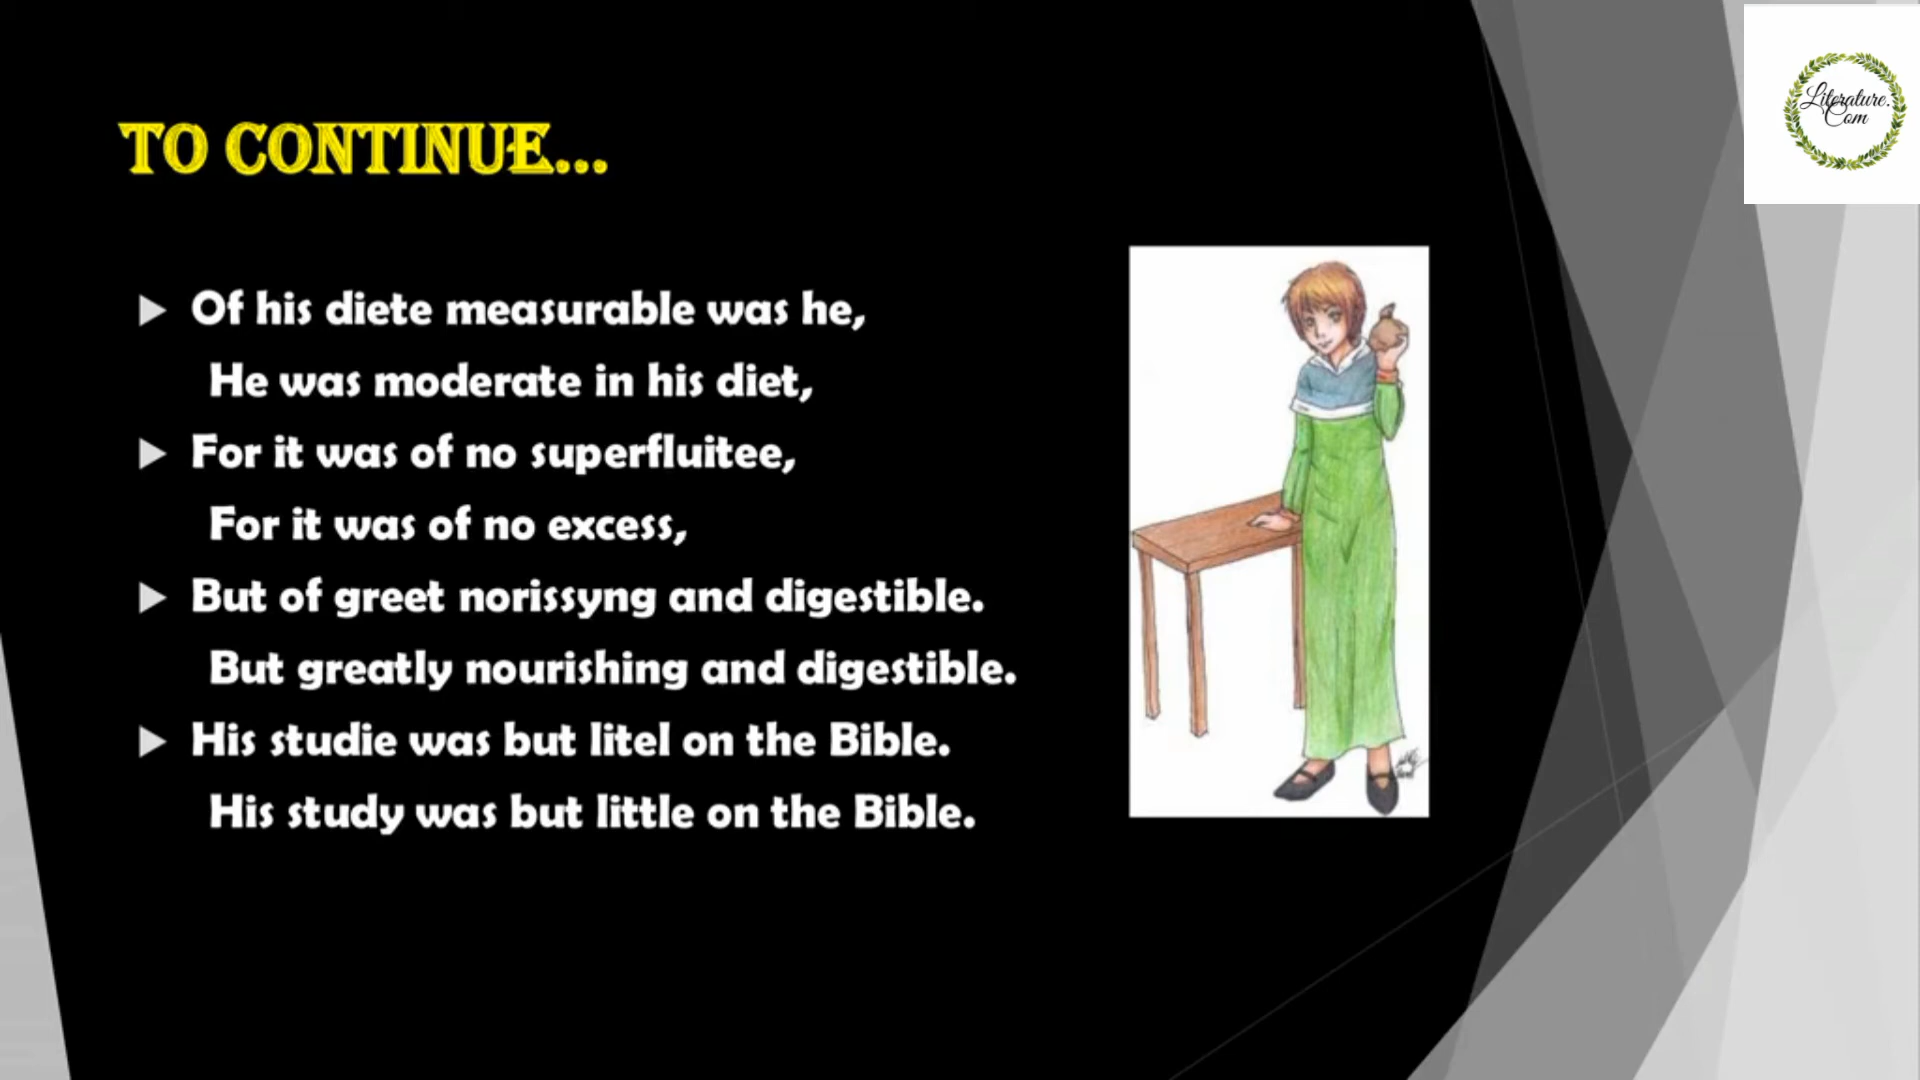 Literature.
Com
TO CONTINUE...
Of his diete measurable was he,
He was moderate in his diet,
For it was of no superfluitee,
For it was of no excess,
But of greet norissyng and digestible.
But greatly nourishing and digestible.
His studie was but litel on the Bible.
His study was but little on the Bible.